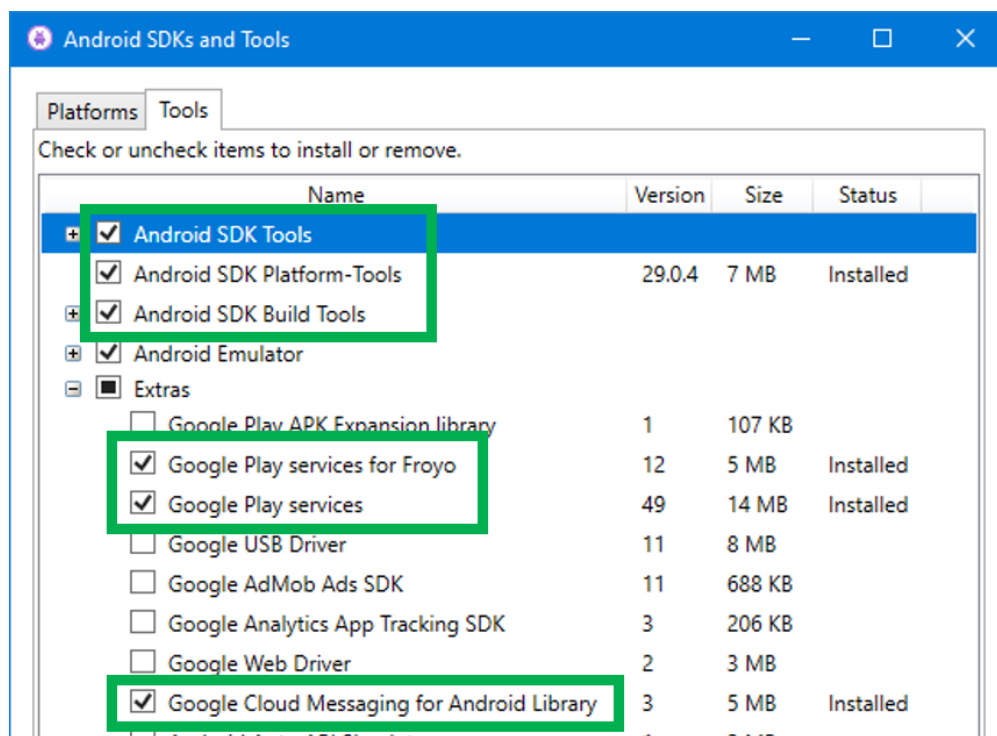 Android SDKs and Tools
Platforms Tools
Check or uncheck items to install or remove.
Name Version Size Status
Android SDK Tools
Android SDK Platform-Tools 29.0.4 7 MB Installed
Android SDK Build Tools
Android Emulator
Extras
Google Play APK Expansion library 1 107 KB
Google Play services for Froyo 12 5 MB Installed
Google Play services 49 14 MB Installed
Google USB Driver 11 8 MB
Google AdMob Ads SDK 11 688 KB
Google Analytics App Tracking SDK 3 206 KB
Google Web Driver 2 3 MB
Google Cloud Messaging for Android Library 3 5 MB Installed